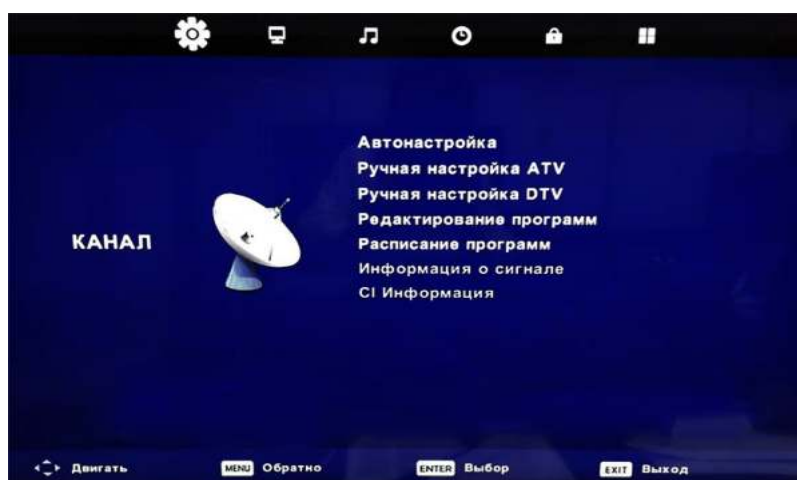 Автонастройка
Ручная настройка ATV
Ручная настройка DTV
Редактирование программ
КАНАЛ
Расписание программ
Информация о сигнале
CI Информация
Двигать MENU Обратно ENTER Выбор EXIT Выход